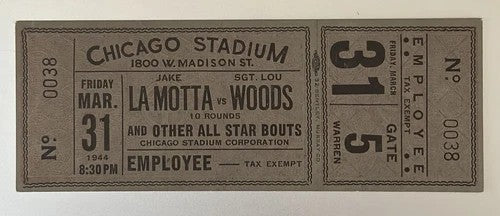 CHICAGO STADIUM
1800 W. MADISON ST.
No 0038
FRIDAY
MAR.
31
1944
8:30 PM
JAKE SGT. LOU
LA MOTTA vs WOODS
10 ROUNDS
AND OTHER ALL STAR BOUTS
CHICAGO STADIUM CORPORATION
EMPLOYEE — TAX EXEMPT
FRIDAY, MARCH
31
GATE
5
WARREN
EMPLOYEE
TAX EXEMPT
No 0038